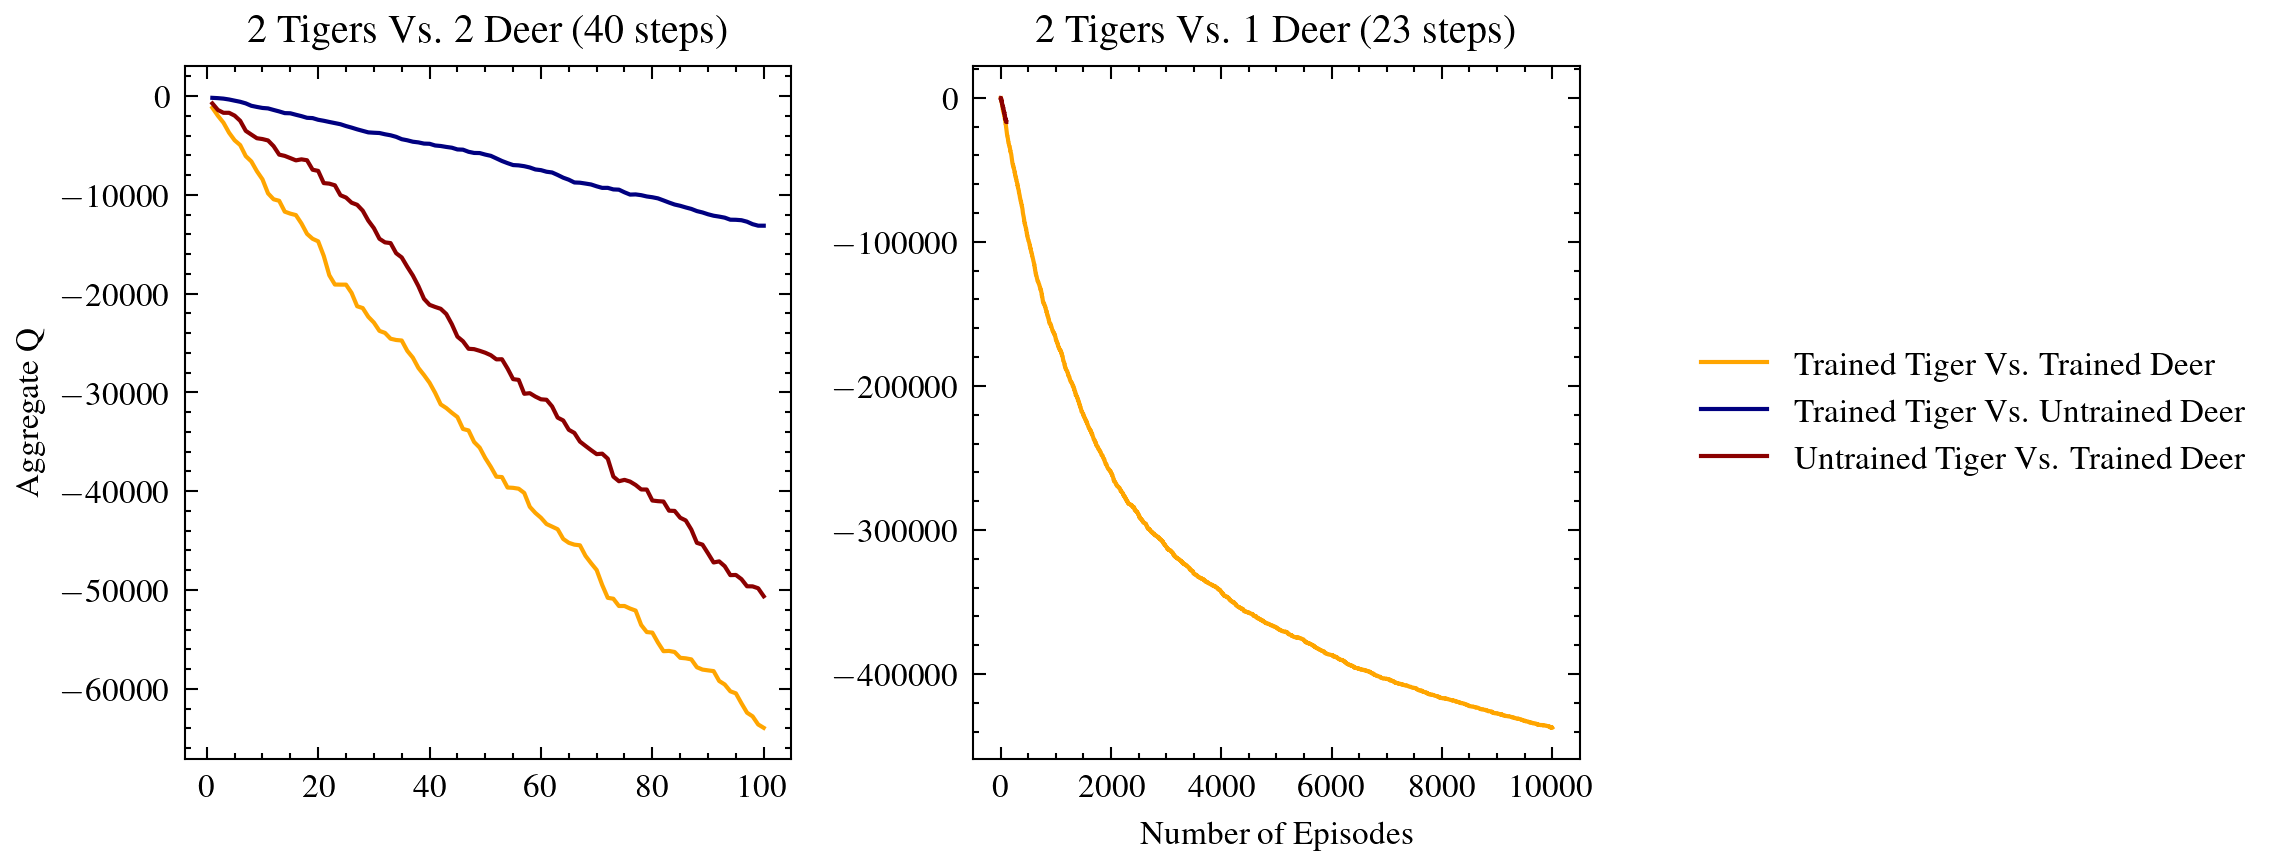 2 Tigers Vs. 2 Deer (40 steps)
0
−10000
−20000
−30000
−40000
−50000
−60000
Aggregate Q
0 20 40 60 80 100
2 Tigers Vs. 1 Deer (23 steps)
0
−100000
−200000
−300000
−400000
0 2000 4000 6000 8000 10000
Number of Episodes
Trained Tiger Vs. Trained Deer
Trained Tiger Vs. Untrained Deer
Untrained Tiger Vs. Trained Deer